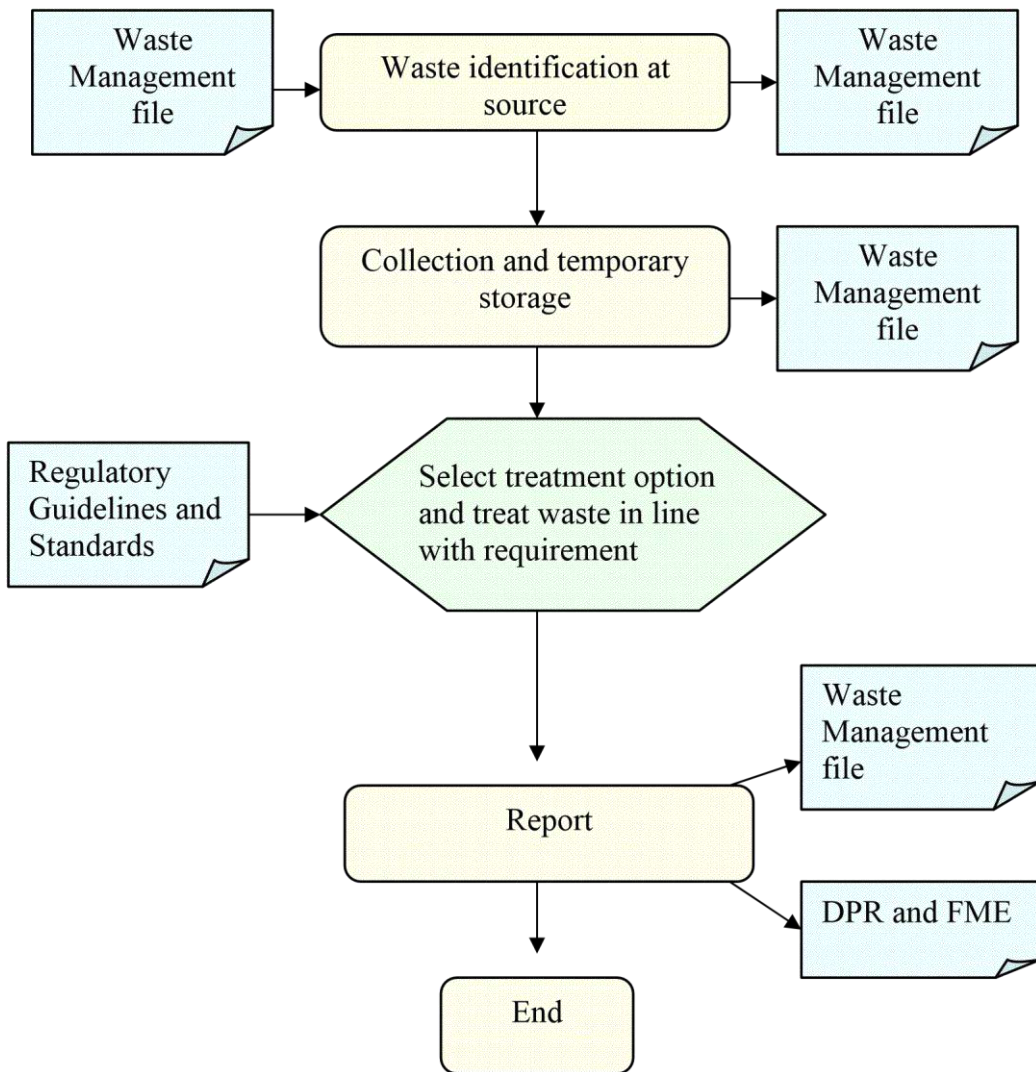 Waste
Management
file
Waste identification at
source
Waste
Management
file
Collection and temporary
storage
Waste
Management
file
Regulatory
Guidelines and
Standards
Select treatment option
and treat waste in line
with requirement
Waste
Management
file
Report
DPR and FME
End